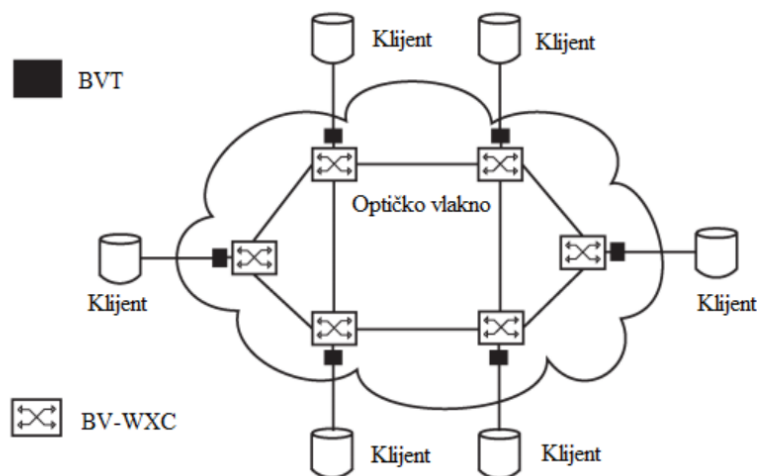 Klijent
Klijent
BVT
Optičko vlakno
Klijent
Klijent
BV-WXC
Klijent
Klijent